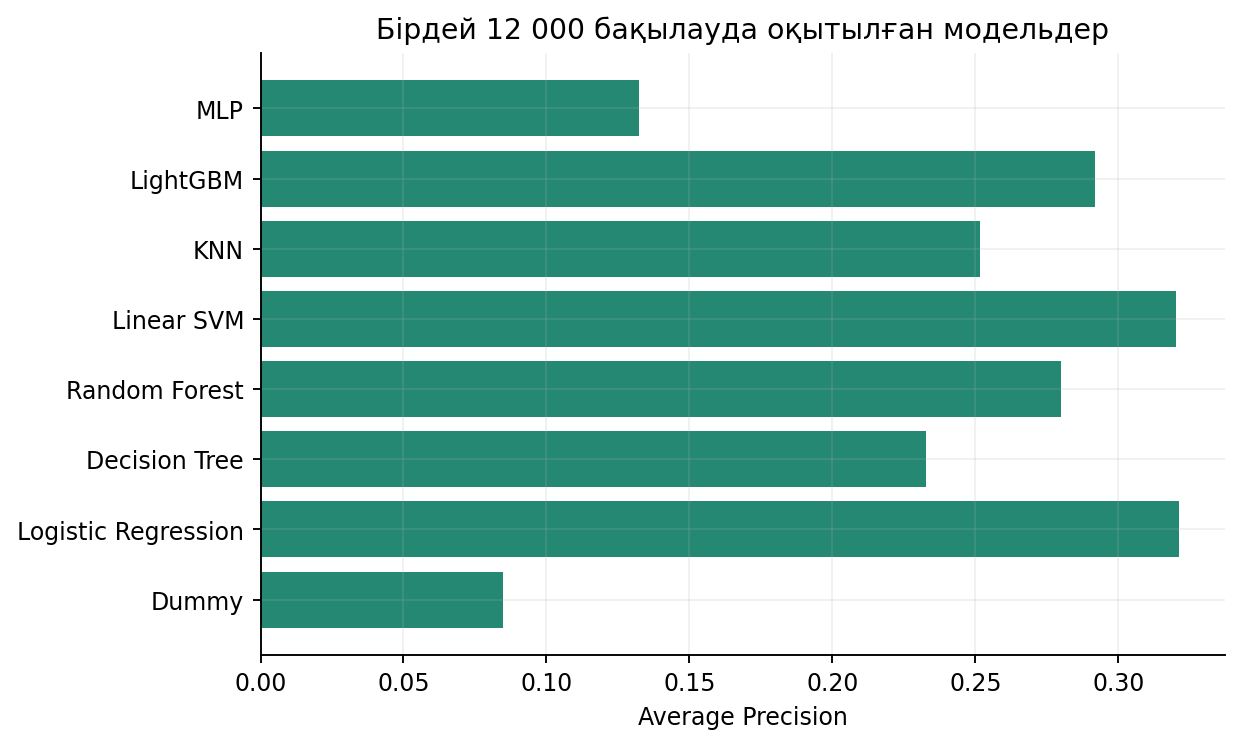 Бірдей 12 000 бақылауда оқытылған модельдер
MLP
LightGBM
KNN
Linear SVM
Random Forest
Decision Tree
Logistic Regression
Dummy
0.00 0.05 0.10 0.15 0.20 0.25 0.30
Average Precision